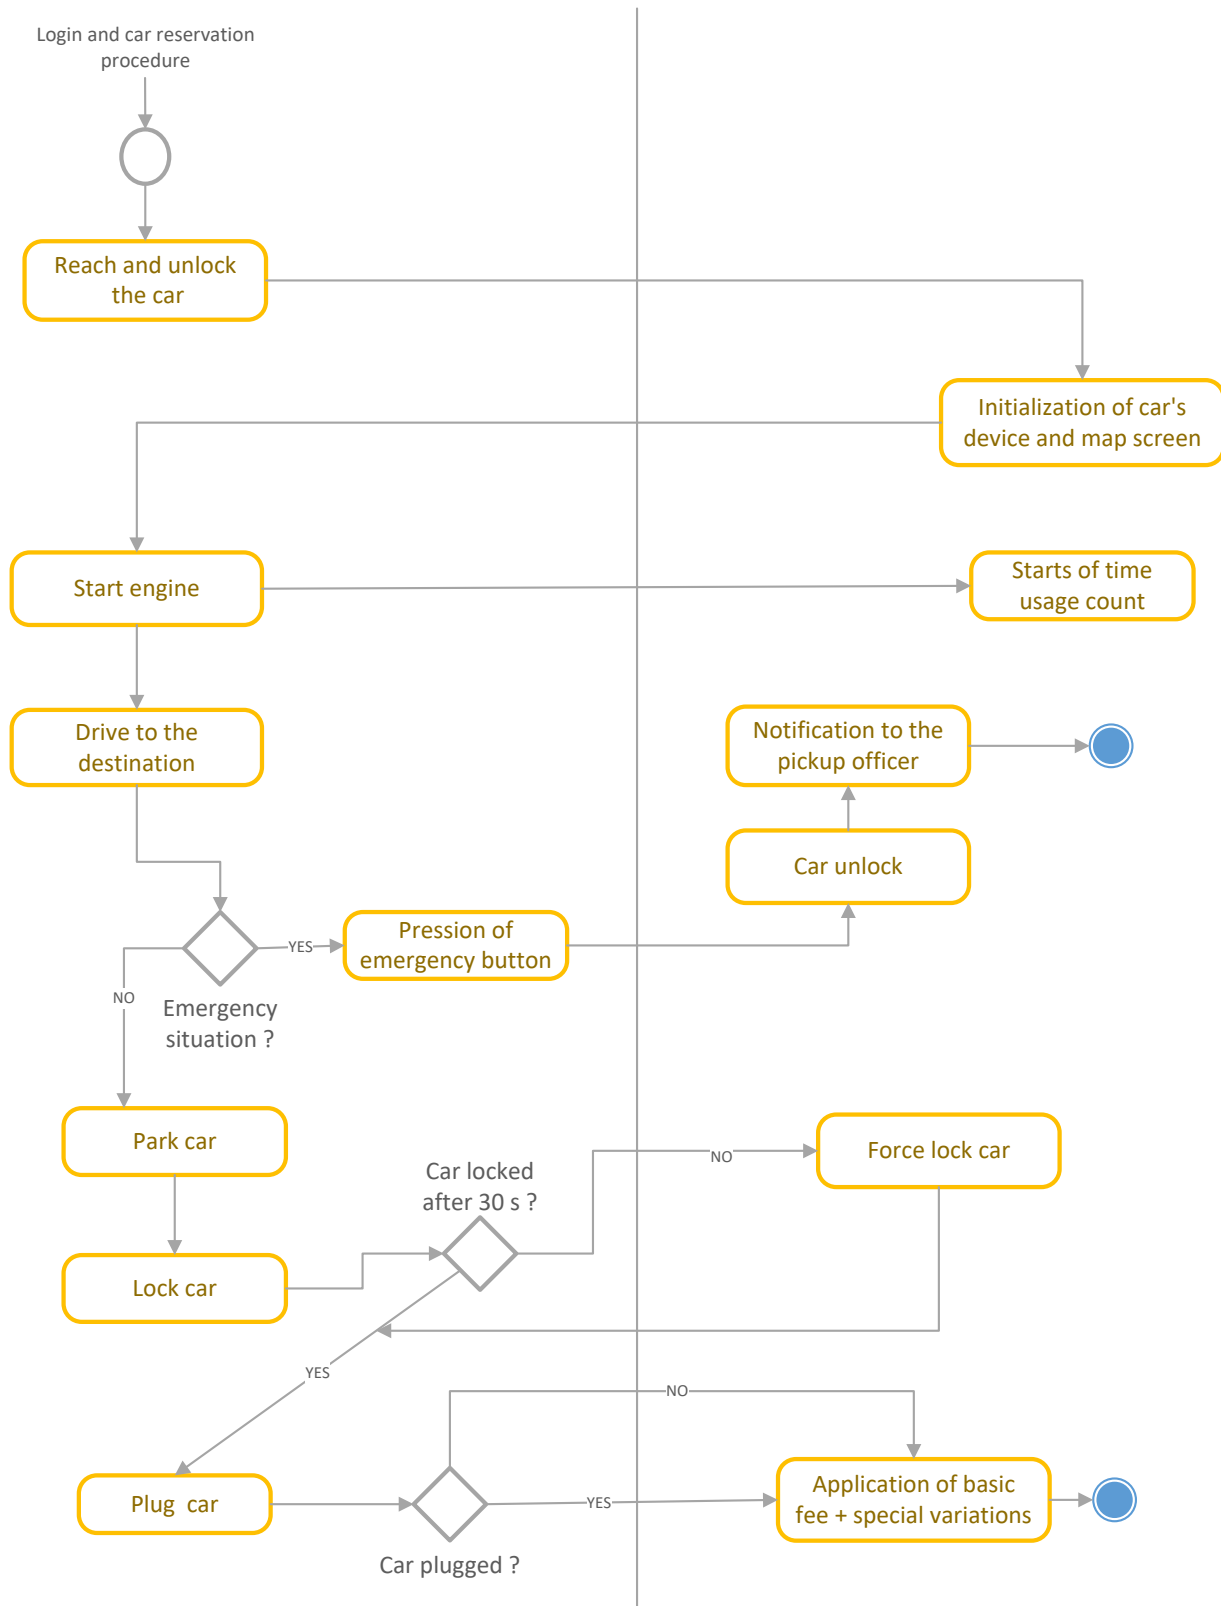 Login and car reservation
procedure
Reach and unlock
the car
Initialization of car's
device and map screen
Start engine
Starts of time
usage count
Drive to the
destination
Notification to the
pickup officer
Car unlock
YES
Pression of
emergency button
NO
Emergency
situation ?
Park car
Car locked
after 30 s ?
NO
Force lock car
Lock car
YES
NO
Plug  car
YES
Application of basic
fee + special variations
Car plugged ?